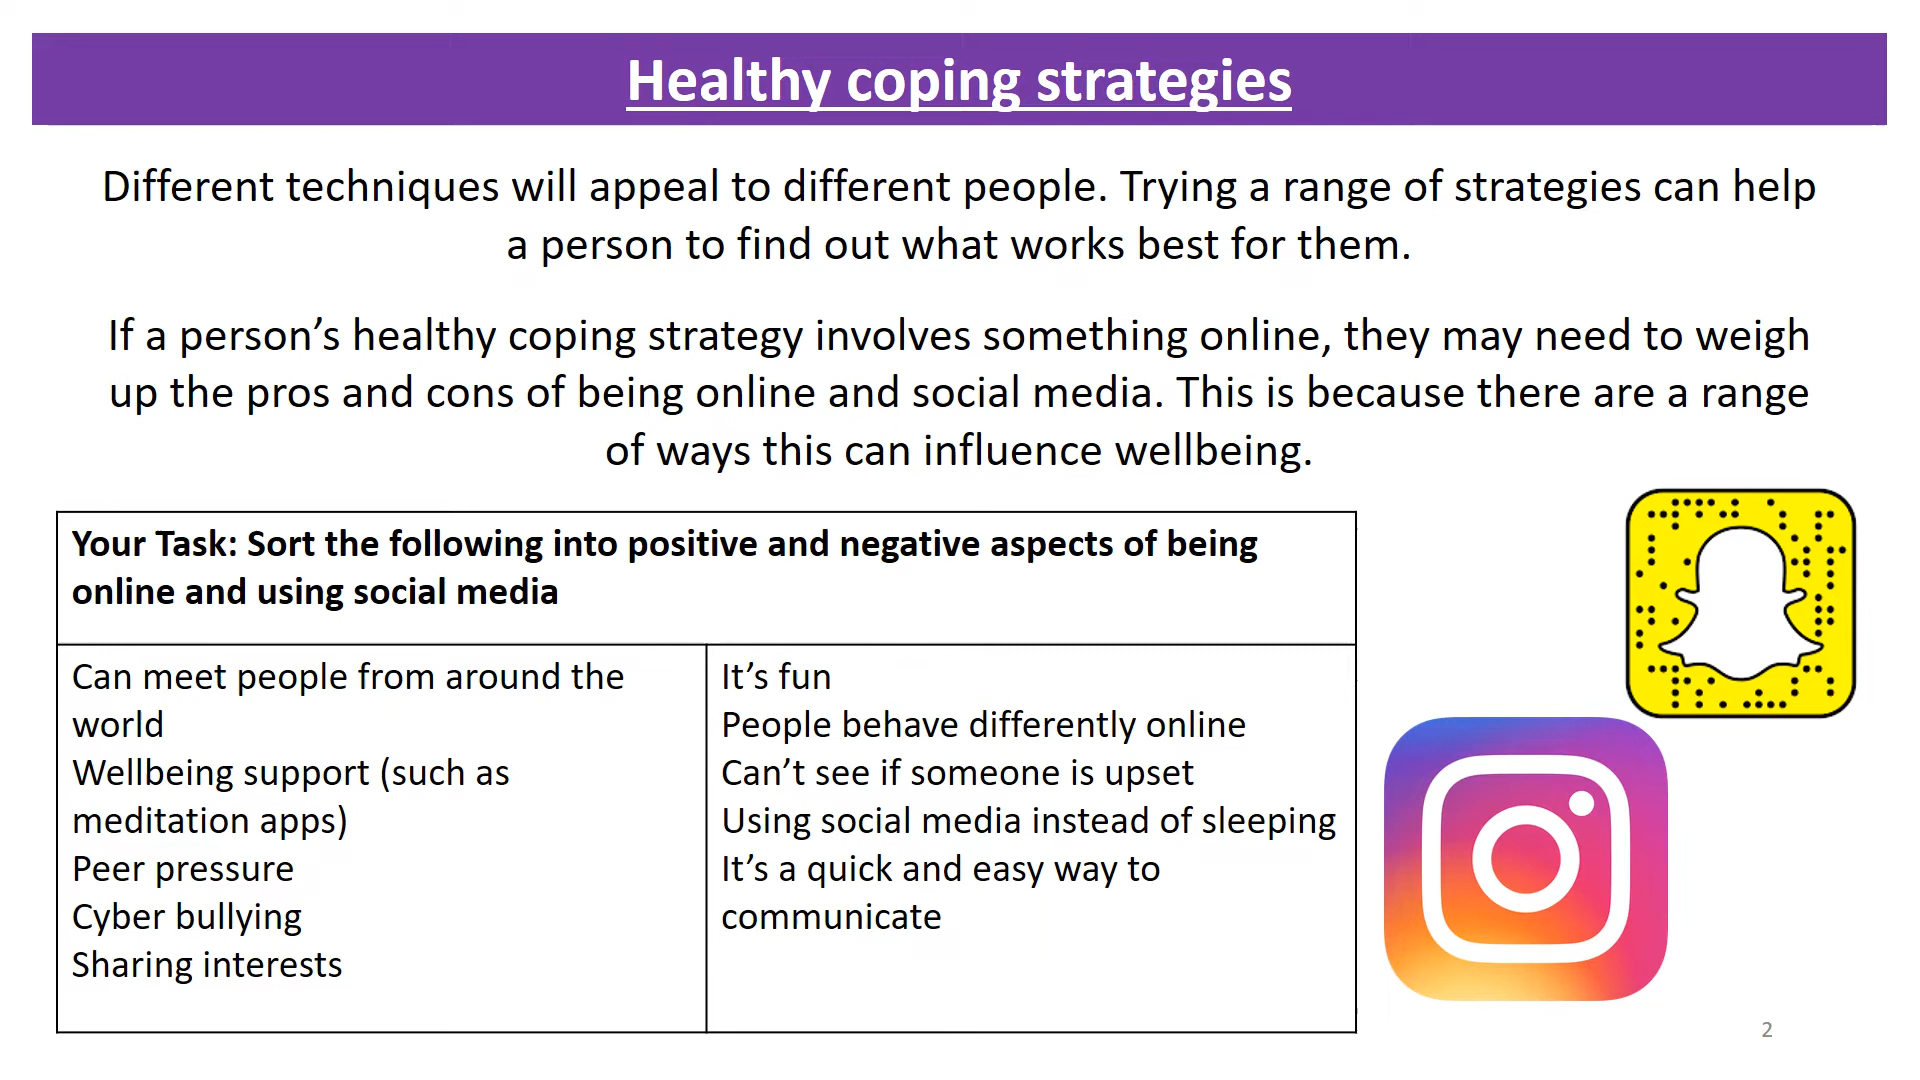 Healthy coping strategies
Different techniques will appeal to different people. Trying a range of strategies can help
a person to find out what works best for them.
If a person’s healthy coping strategy involves something online, they may need to weigh
up the pros and cons of being online and social media. This is because there are a range
of ways this can influence wellbeing.
Your Task: Sort the following into positive and negative aspects of being
online and using social media
Can meet people from around the
world
Wellbeing support (such as
meditation apps)
Peer pressure
Cyber bullying
Sharing interests
It’s fun
People behave differently online
Can’t see if someone is upset
Using social media instead of sleeping
It’s a quick and easy way to
communicate
2